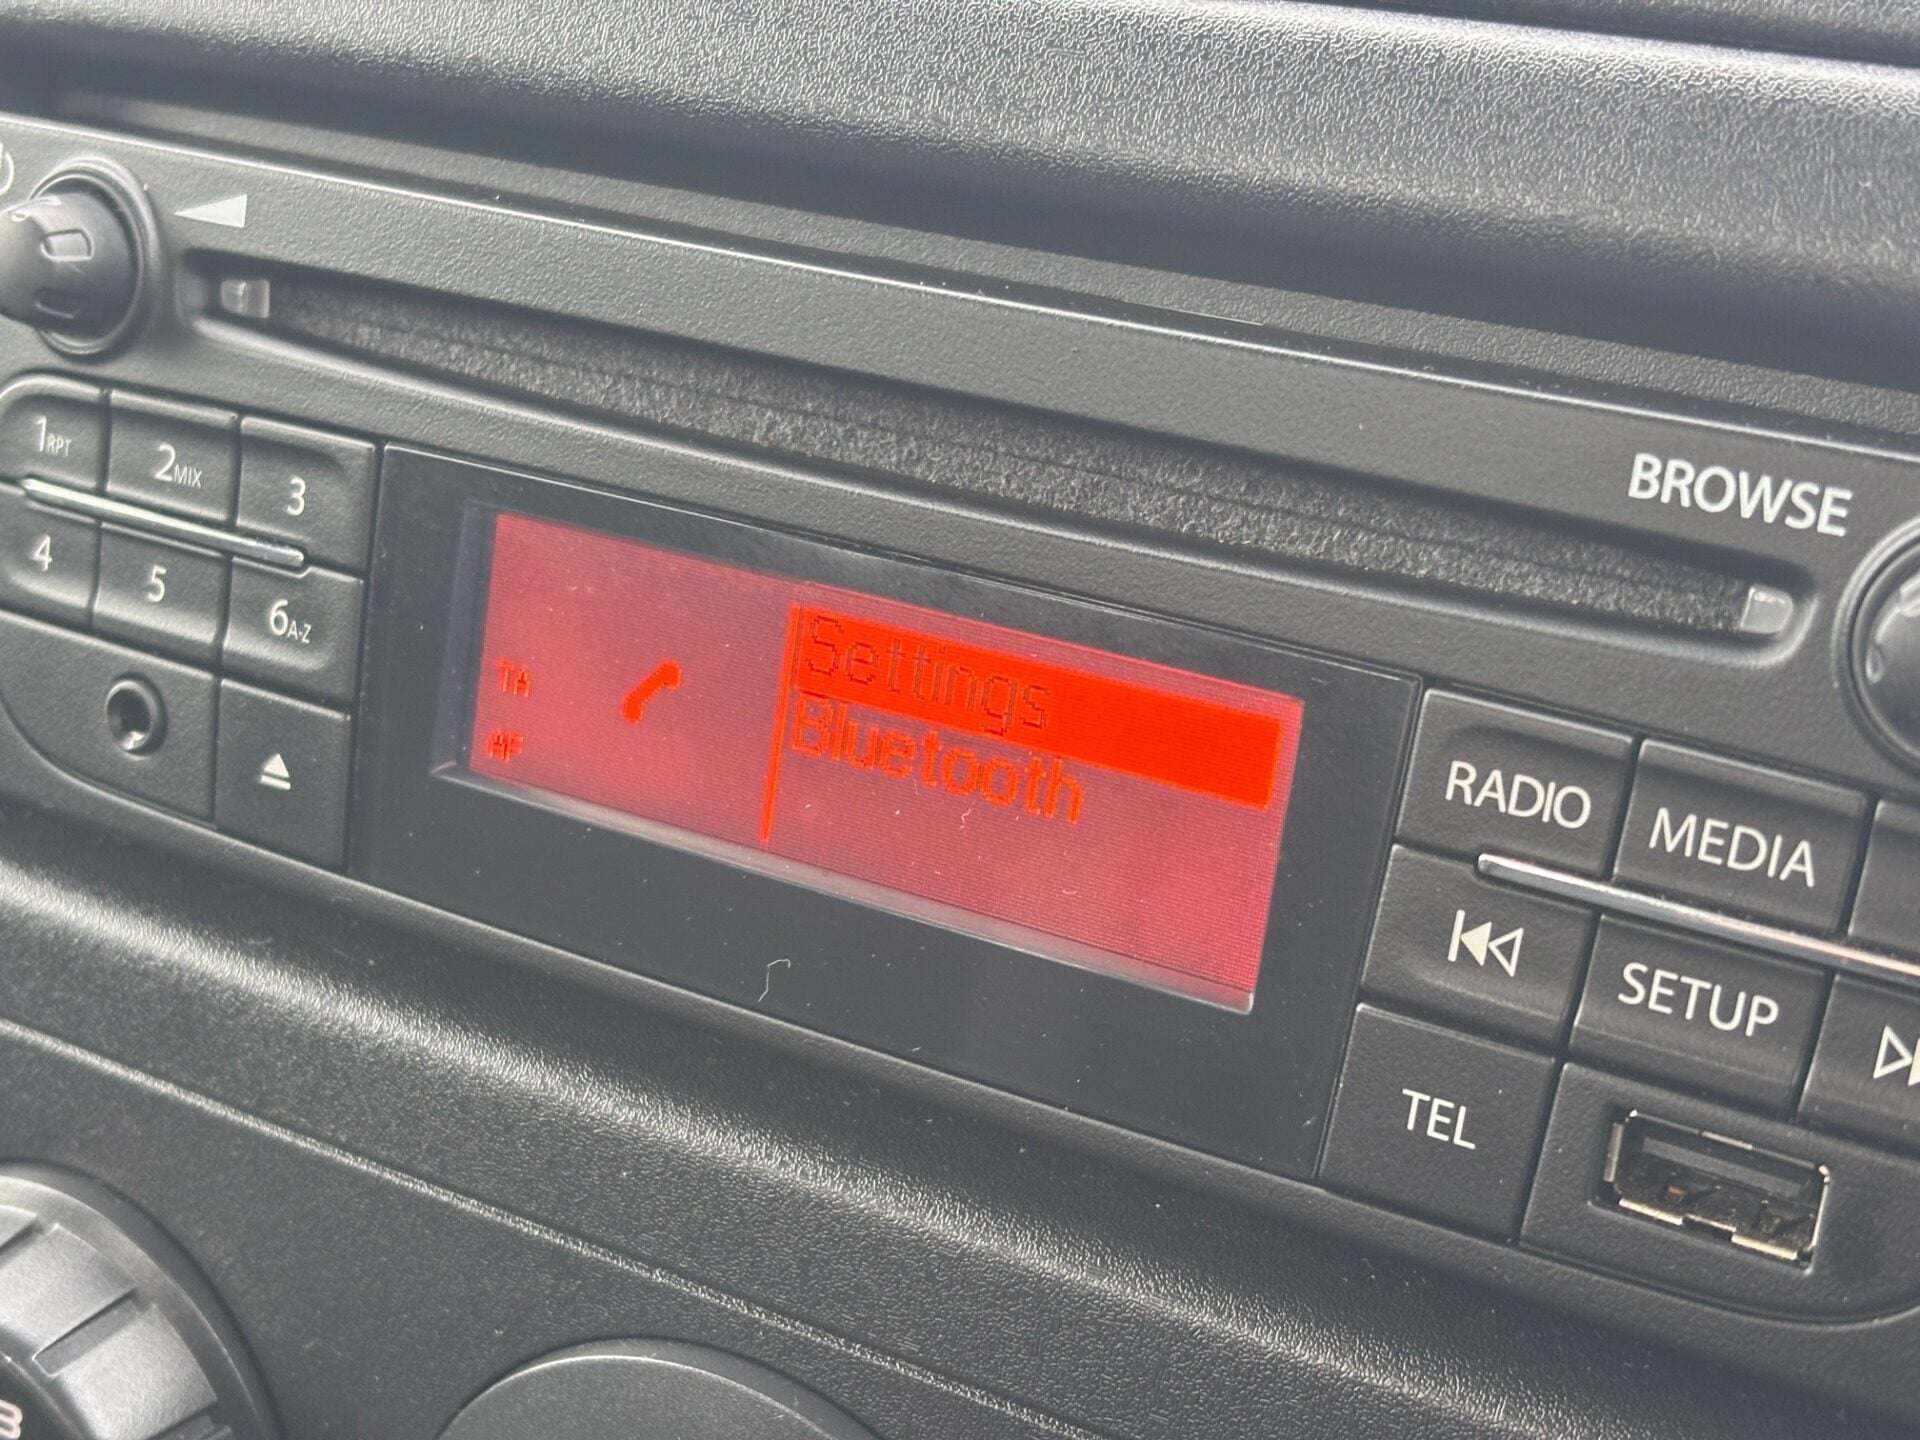 1RPT
2MIX
3
4
5
6A-Z
TA
AF
Settings
Bluetooth
BROWSE
RADIO
MEDIA
SETUP
TEL